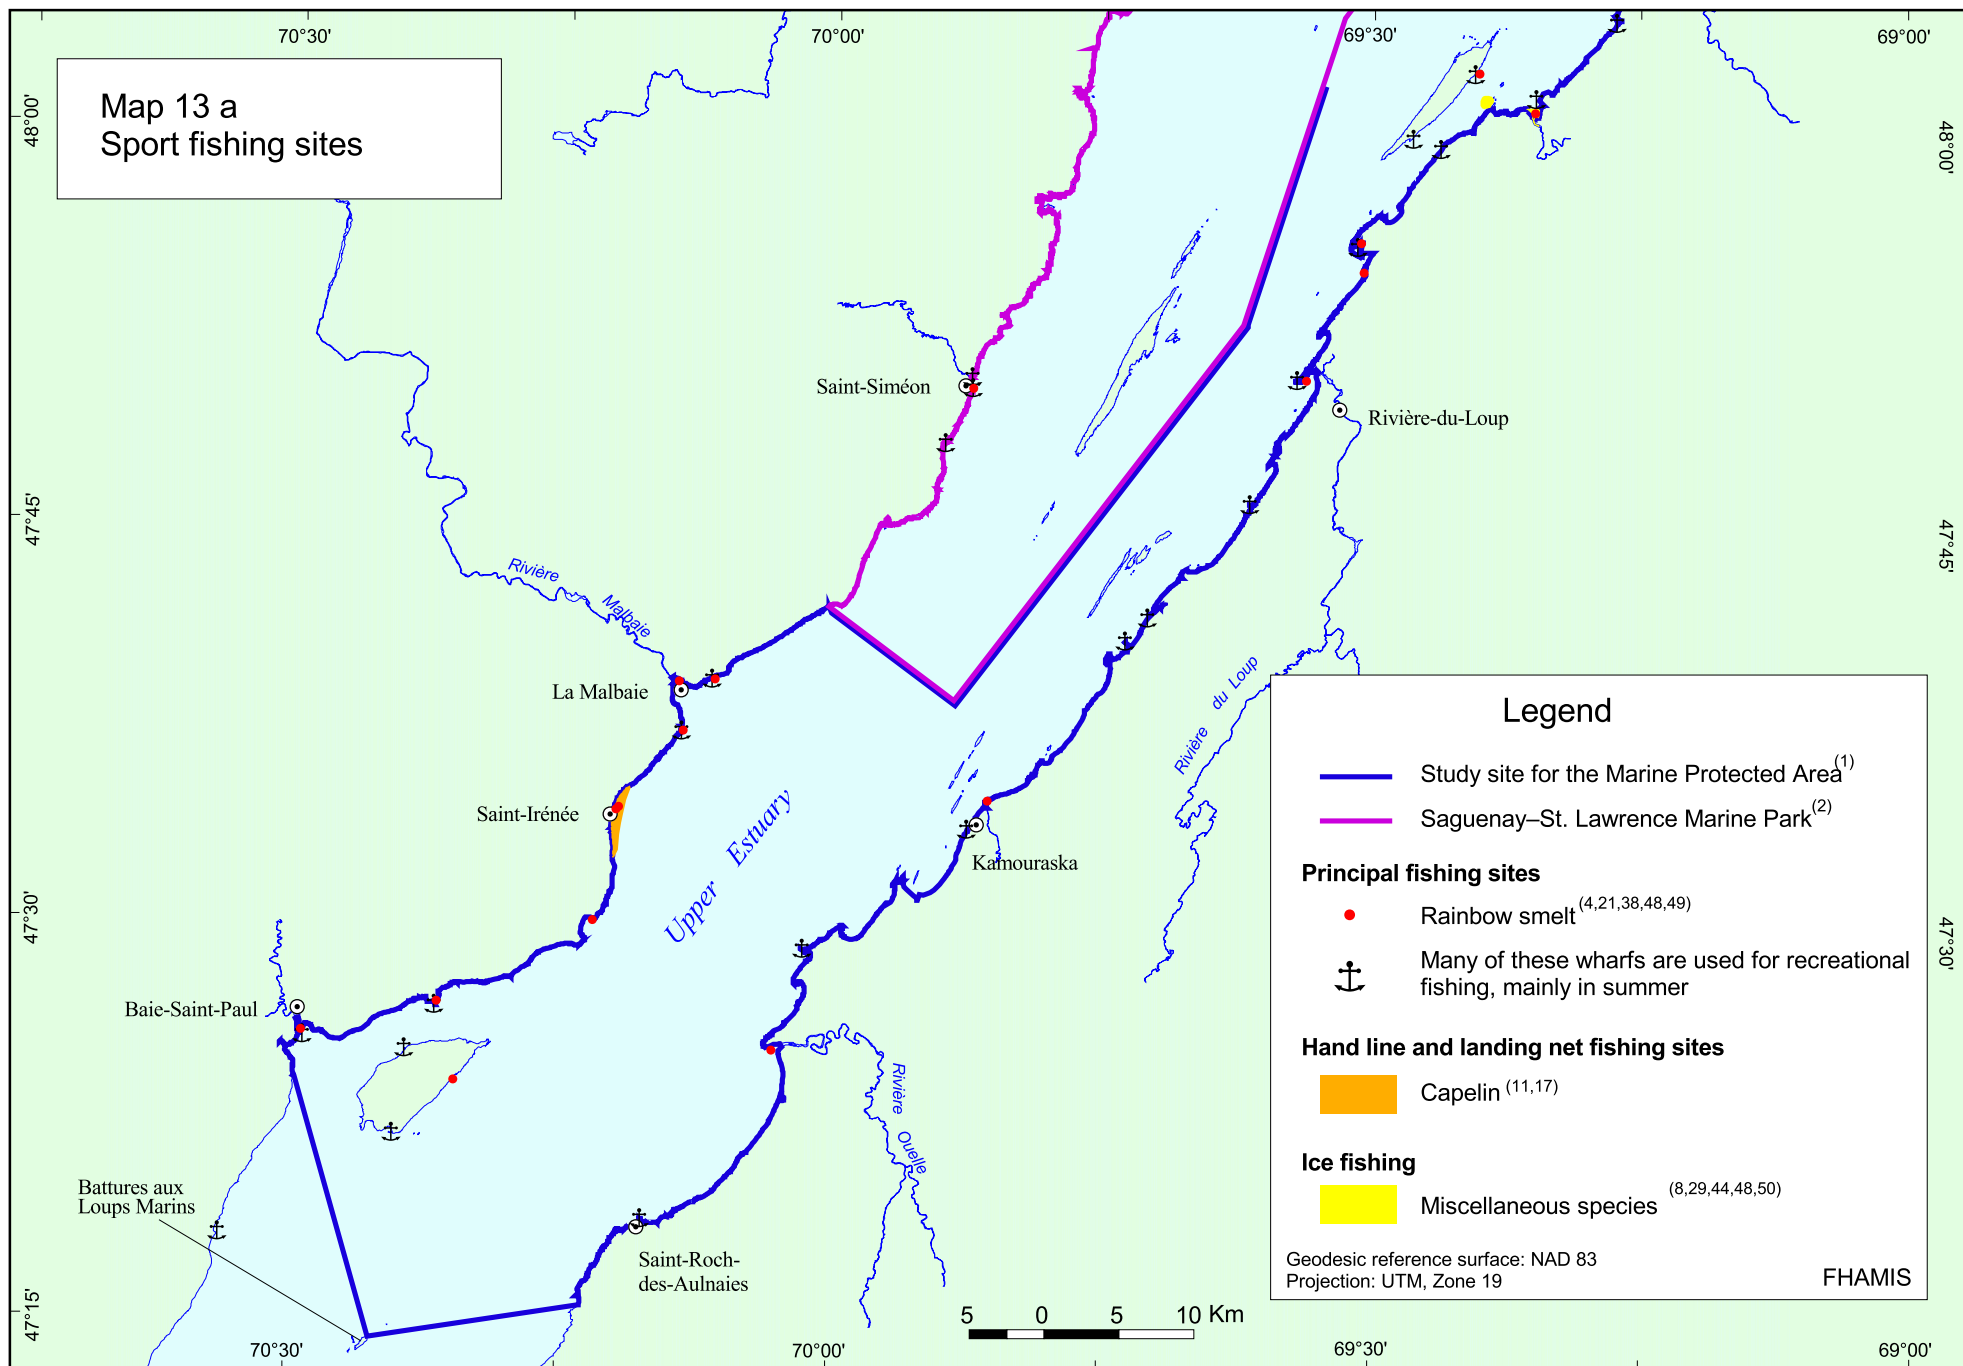 70°30'
70°00'
69°30'
69°00'
Map 13 a
Sport fishing sites
48°00'
48°00'
Saint-Siméon
Rivière-du-Loup
47°45'
47°45'
Rivière
Malbaie
La Malbaie
Rivière du Loup
Saint-Irénée
Upper Estuary
Kamouraska
47°30'
47°30'
Baie-Saint-Paul
Rivière Ouelle
Battures aux
Loups Marins
Saint-Roch-
des-Aulnaies
47°15'
Legend
Study site for the Marine Protected Area(1)
Saguenay–St. Lawrence Marine Park(2)
Principal fishing sites
Rainbow smelt(4,21,38,48,49)
Many of these wharfs are used for recreational
fishing, mainly in summer
Hand line and landing net fishing sites
Capelin (11,17)
Ice fishing
Miscellaneous species (8,29,44,48,50)
Geodesic reference surface: NAD 83
Projection: UTM, Zone 19
FHAMIS
5 0 5 10 Km
70°30'
70°00'
69°30'
69°00'